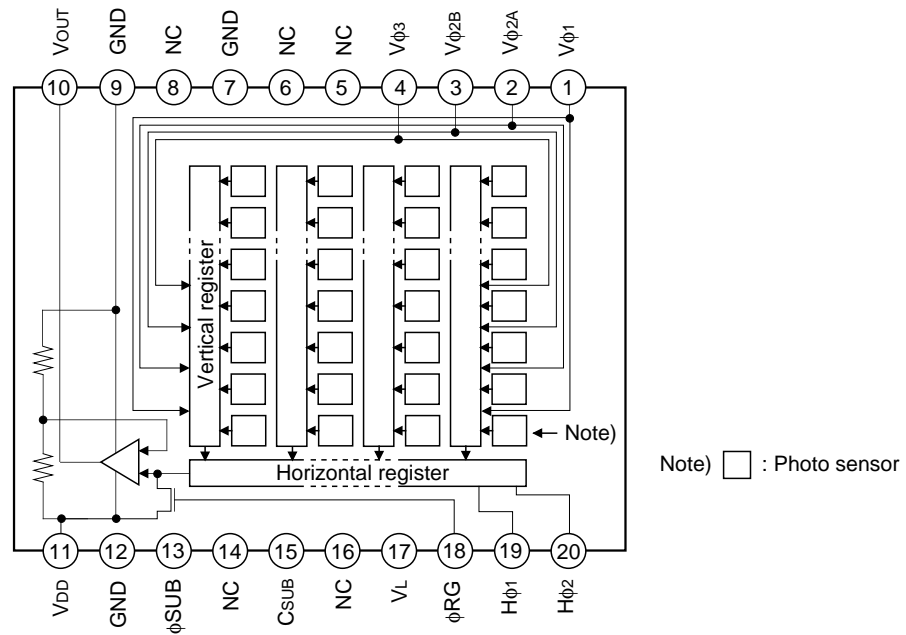 VOUT GND NC GND NC NC Vϕ3 Vϕ2B Vϕ2A Vϕ1
10 9 8 7 6 5 4 3 2 1
Vertical register
Note)
Horizontal register
Note) : Photo sensor
11 12 13 14 15 16 17 18 19 20
VDD GND ϕSUB NC CSUB NC VL ϕRG Hϕ1 Hϕ2